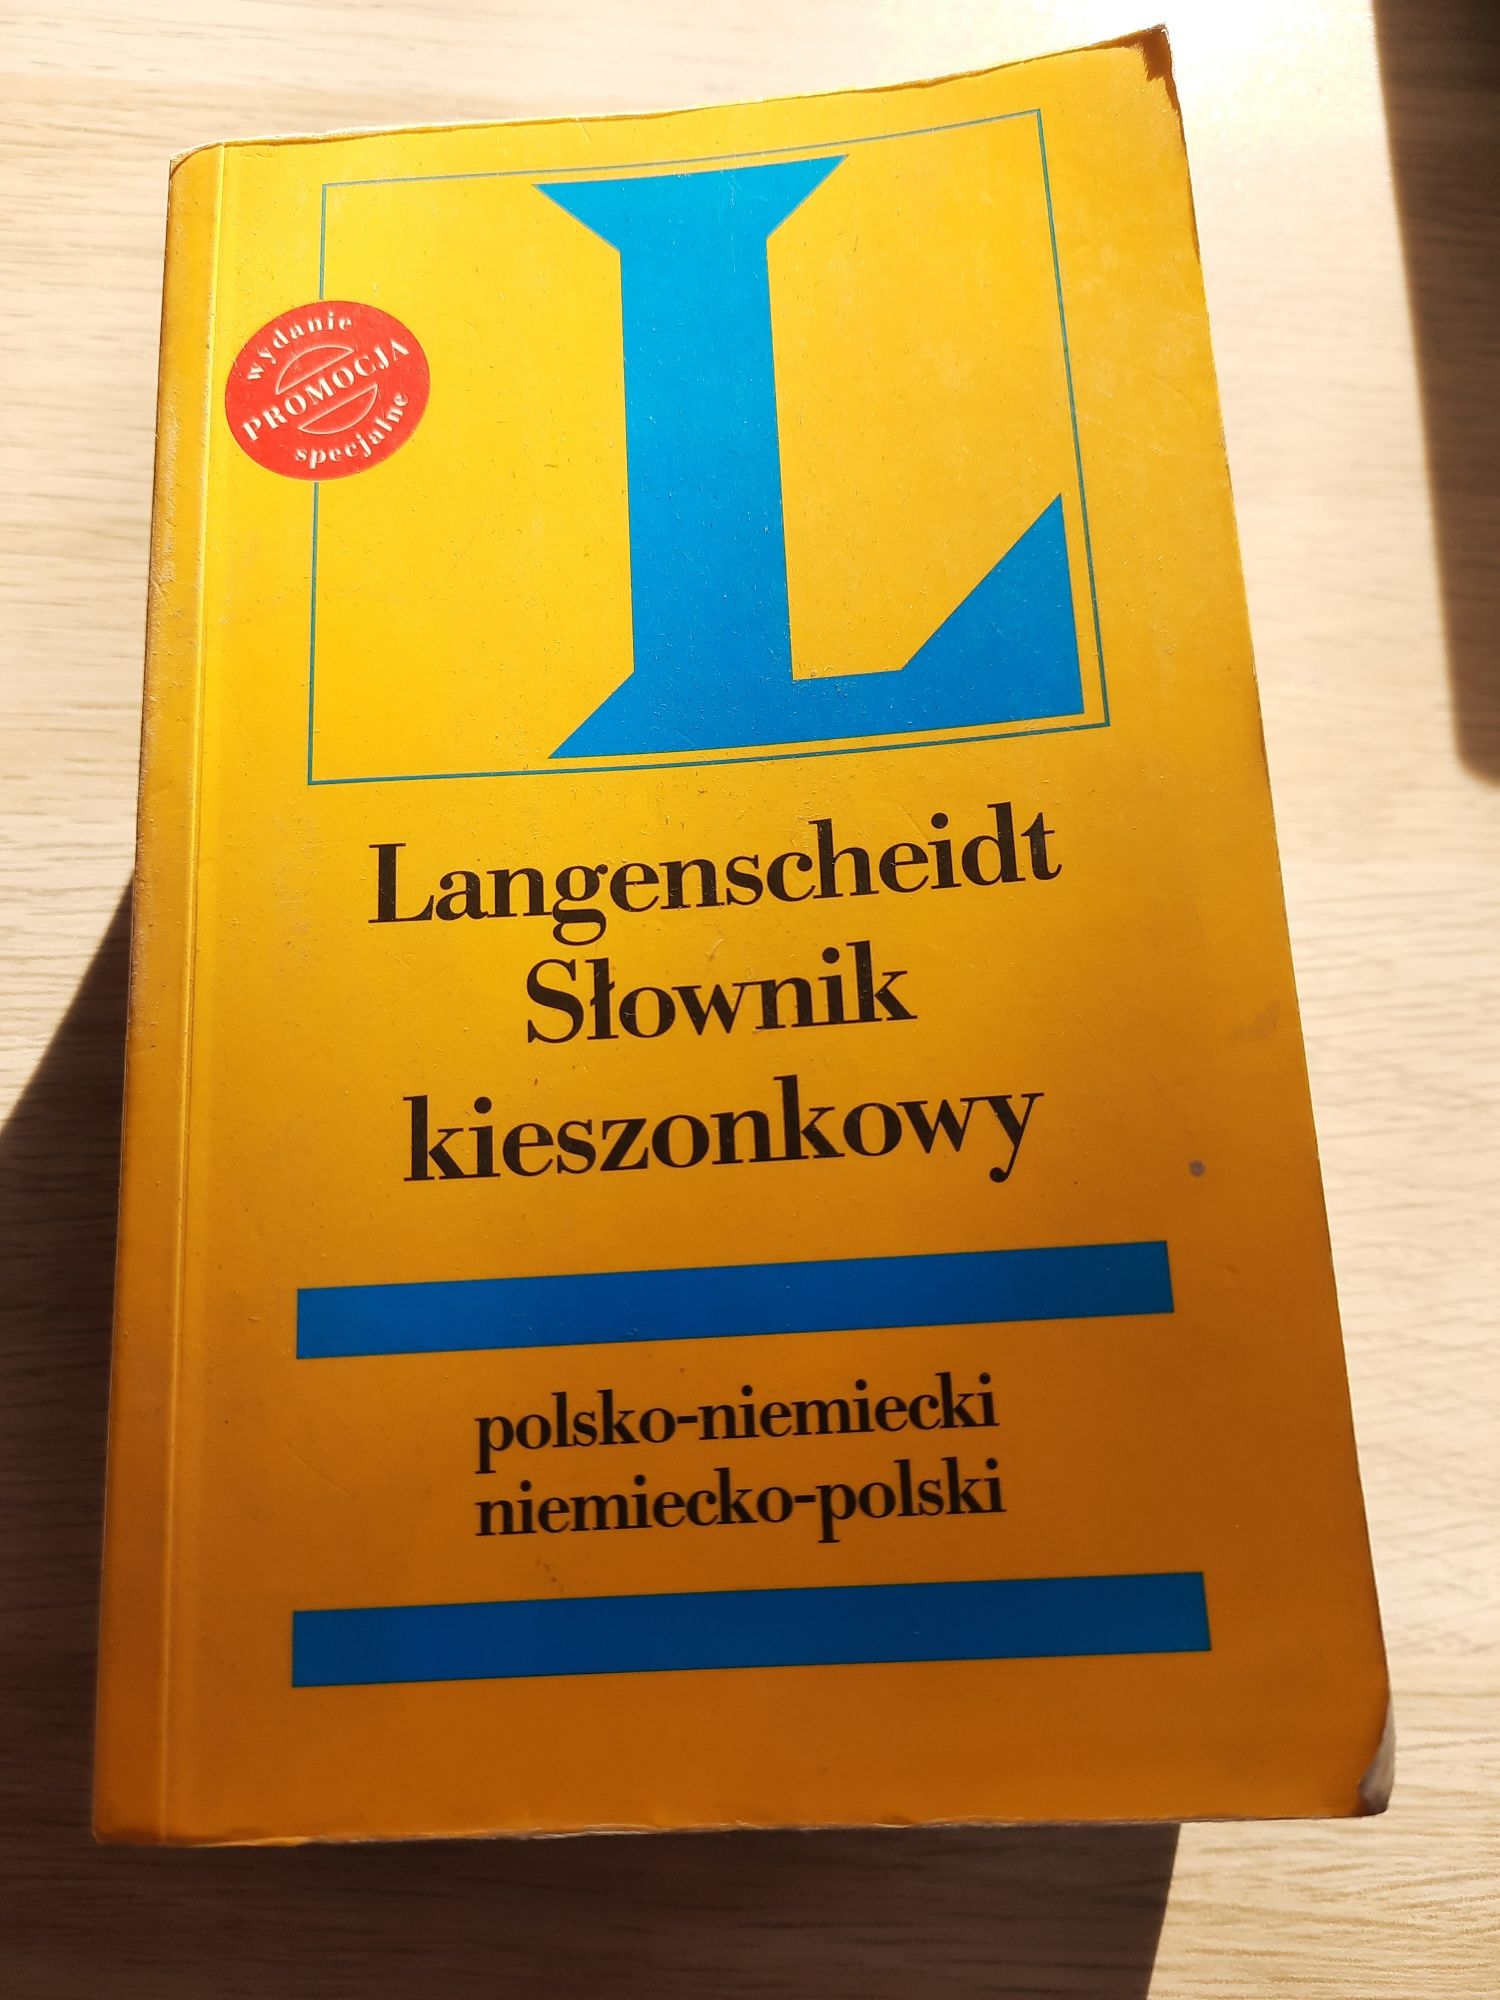 L
wydanie
PROMOCJA
specjalne
Langenscheidt
Słownik
kieszonkowy
polsko-niemiecki
niemiecko-polski